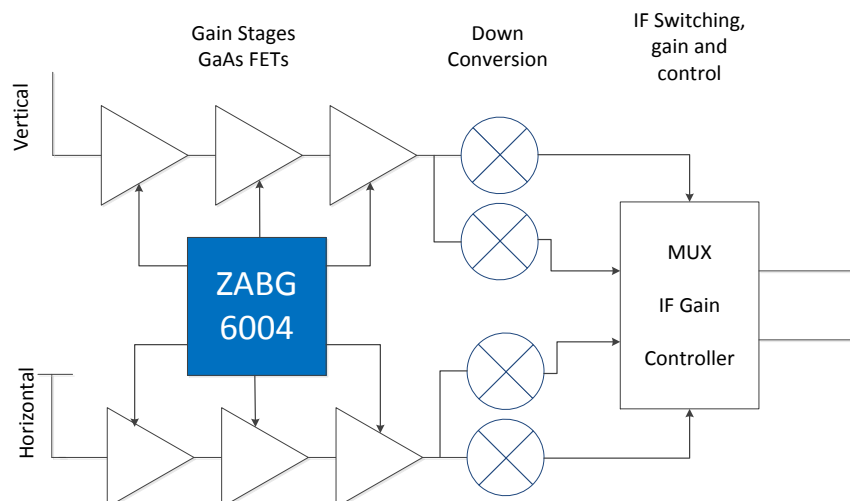 Gain Stages
GaAs FETs
Down
Conversion
IF Switching,
gain and
control
Vertical
ZABG
6004
MUX
IF Gain
Controller
Horizontal